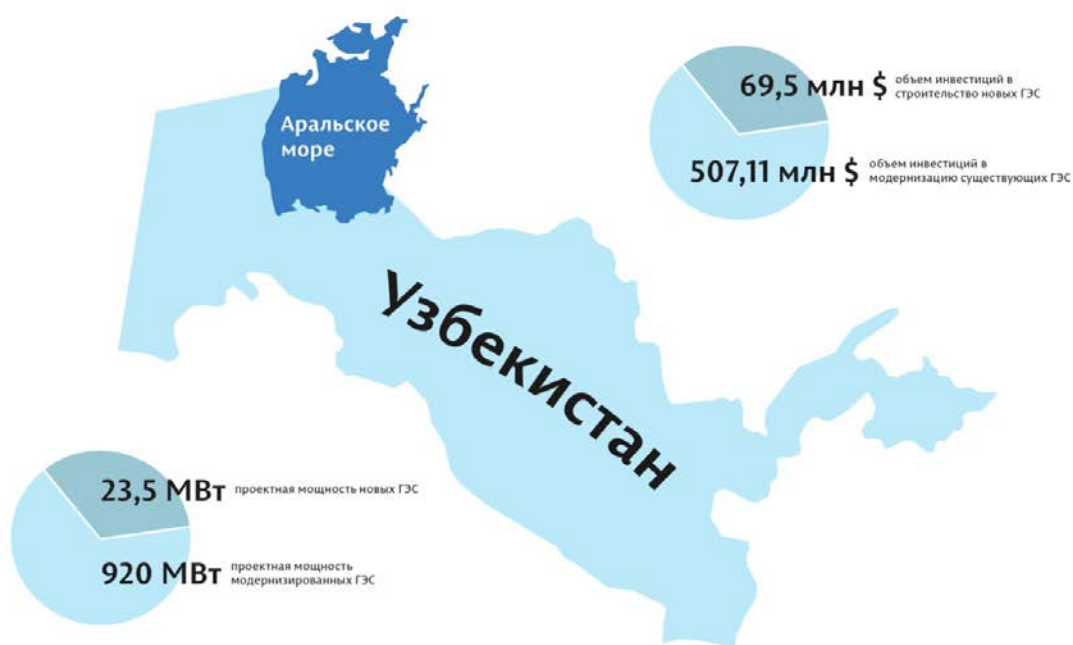 69,5 млн $
объем инвестиций в
строительство новых ГЭС
Аральское
море
507,11 млн $
объем инвестиций в
модернизацию существующих ГЭС
Узбекистан
23,5 МВт
проектная мощность новых ГЭС
920 МВт
проектная мощность
модернизированных ГЭС